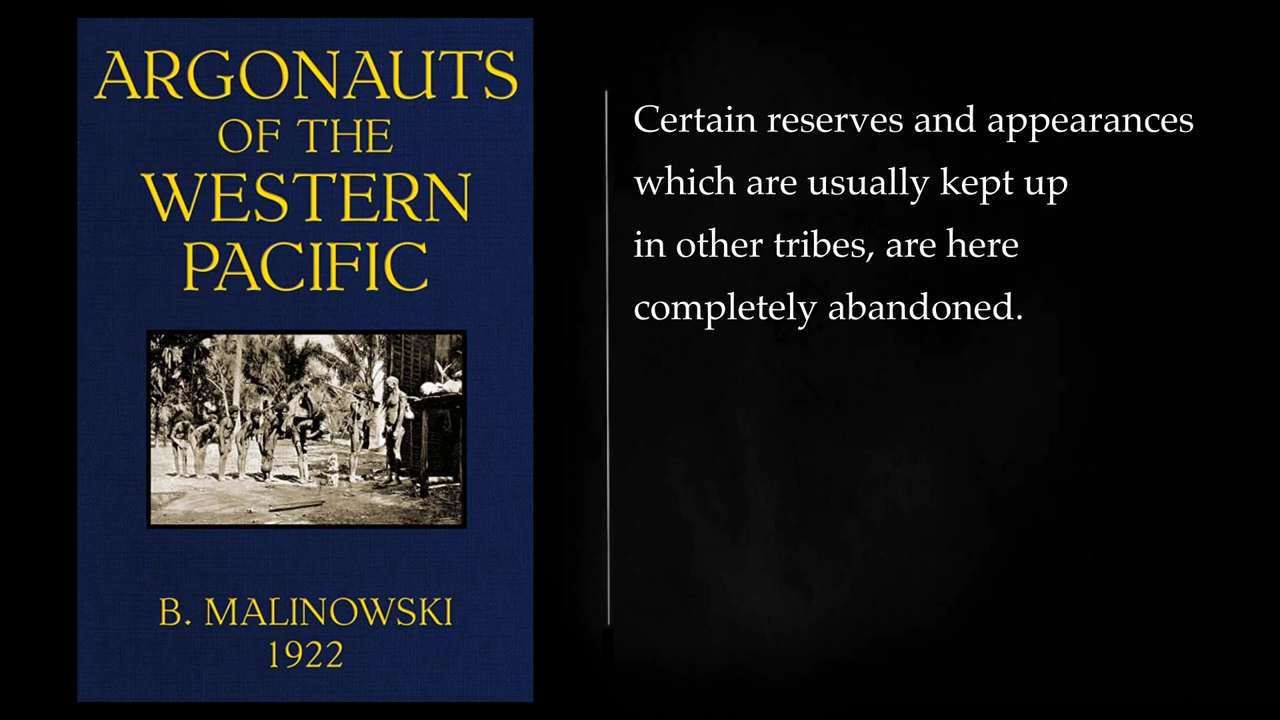 ARGONAUTS
OF THE
WESTERN
PACIFIC
B. MALINOWSKI
1922
Certain reserves and appearances
which are usually kept up
in other tribes, are here
completely abandoned.